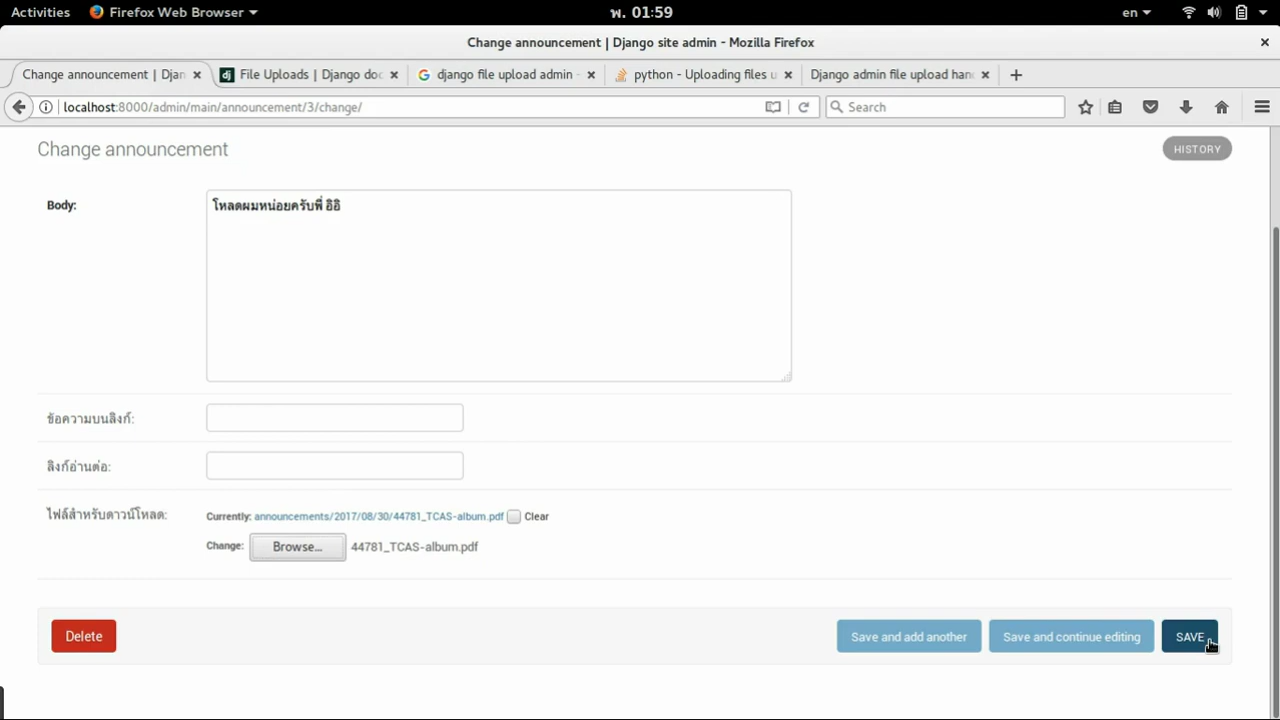 Activities
Firefox Web Browser
พ. 01:59
en
Change announcement | Django site admin - Mozilla Firefox
Change announcement | Djan
File Uploads | Django doc
django file upload admin -
python - Uploading files u
Django admin file upload han
localhost:8000/admin/main/announcement/3/change/
Search
Change announcement
HISTORY
Body:
โหลดผมหน่อยครับพี่ อิอิ
ข้อความบนลิงก์:
ลิงก์อ่านต่อ:
ไฟล์สำหรับดาวน์โหลด:
Currently: announcements/2017/08/30/44781_TCAS-album.pdf Clear
Change: Browse... 44781_TCAS-album.pdf
Delete
Save and add another
Save and continue editing
SAVE